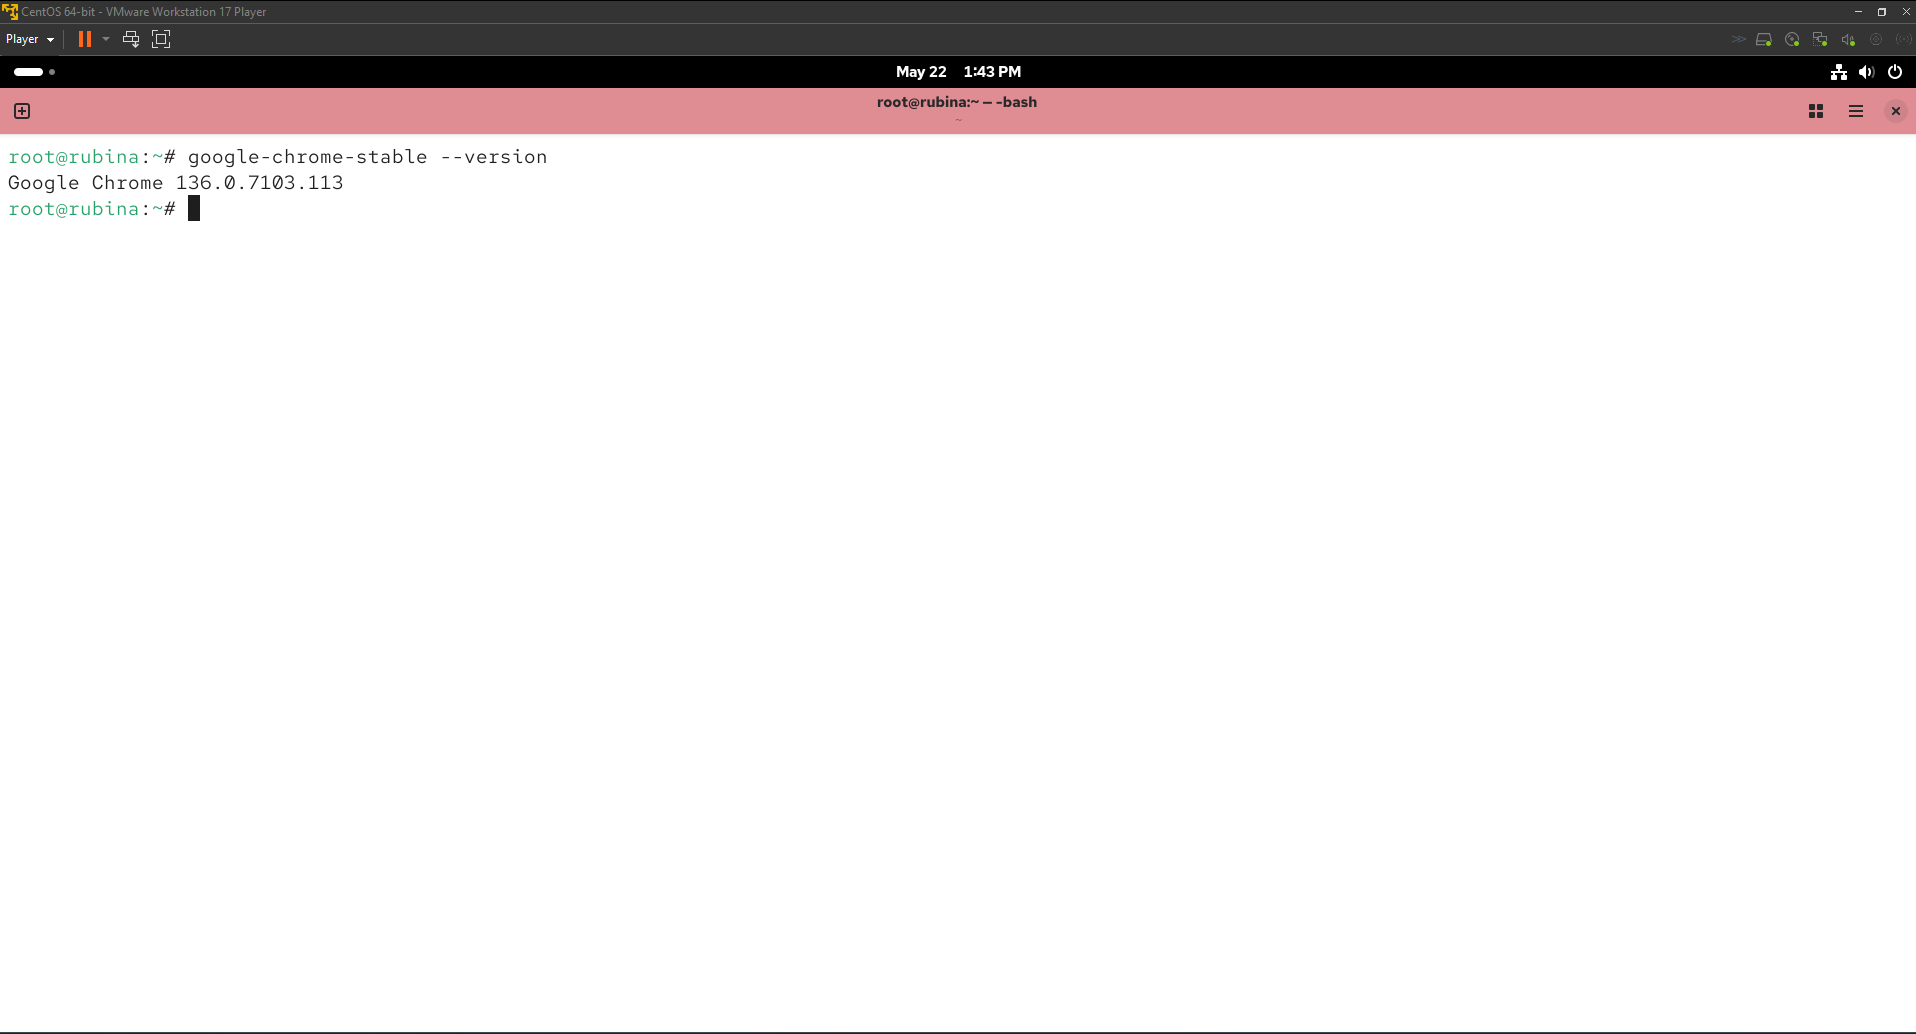 CentOS 64-bit - VMware Workstation 17 Player
Player
May 22 1:43 PM
root@rubina:~ — -bash
~
root@rubina:~# google-chrome-stable --version
Google Chrome 136.0.7103.113
root@rubina:~#